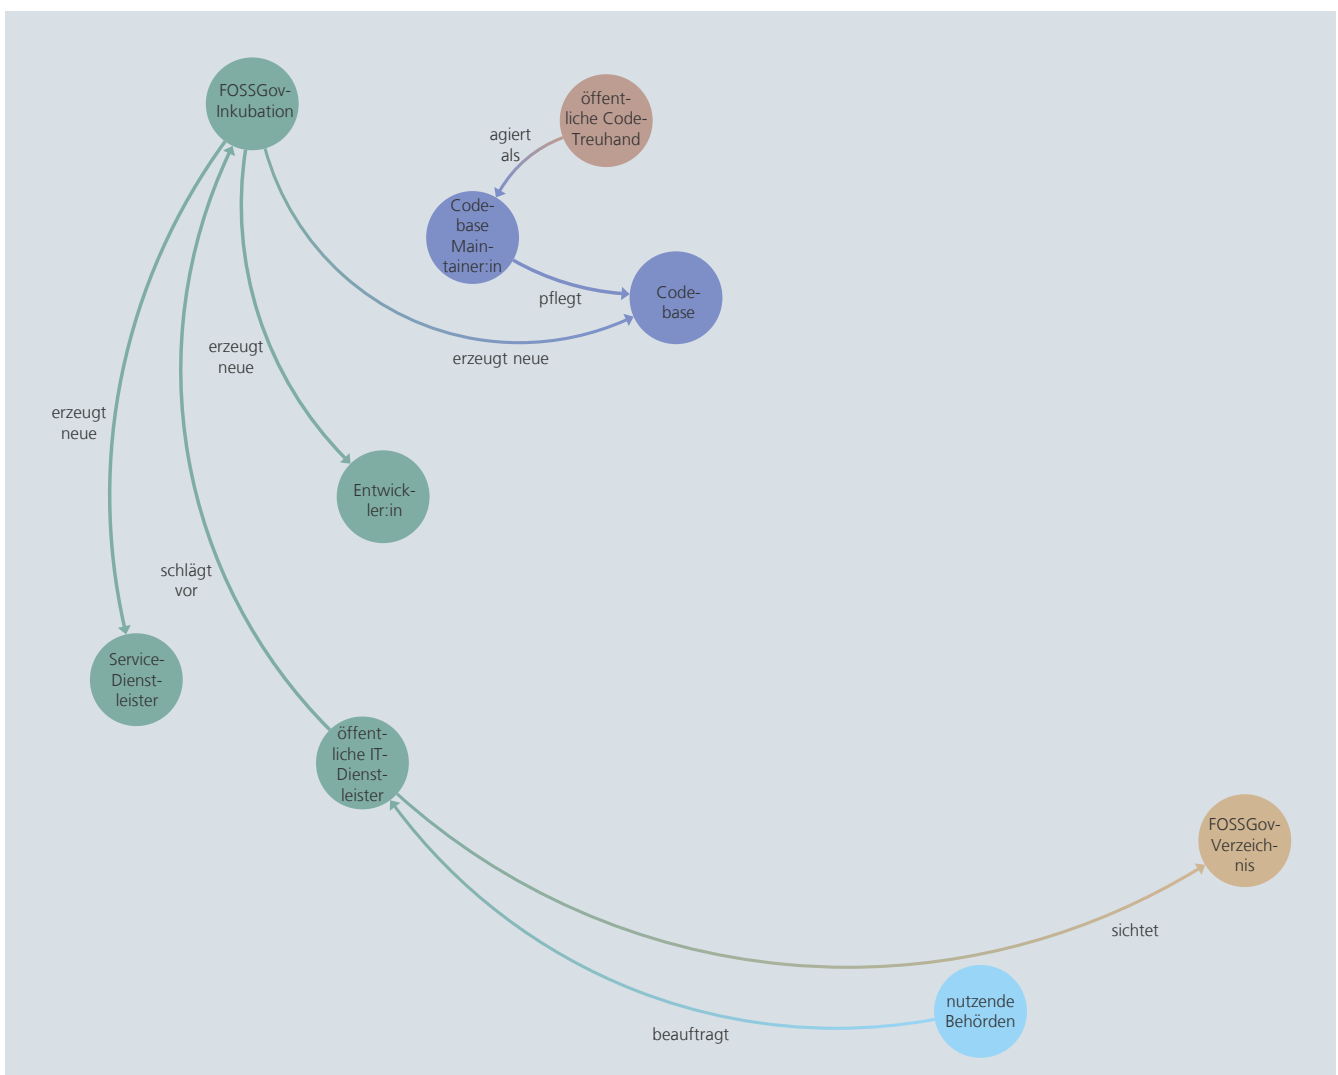 FOSSGov-
Inkubation
öffent-
liche Code-
Treuhand
agiert
als
Code-
base
Main-
tainer:in
pflegt
Code-
base
erzeugt neue
erzeugt
neue
erzeugt
neue
Entwick-
ler:in
schlägt
vor
Service-
Dienst-
leister
öffent-
liche IT-
Dienst-
leister
FOSSGov-
Verzeich-
nis
sichtet
nutzende
Behörden
beauftragt